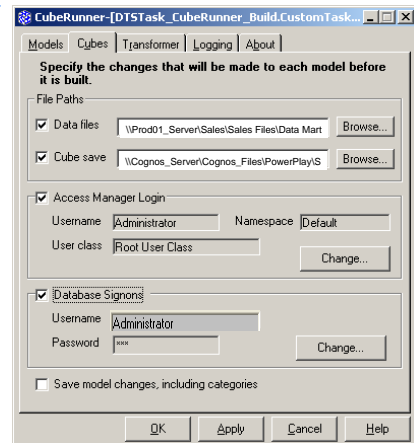 CubeRunner-[DTSTask_CubeRunner_Build.CustomTask...
Models Cubes Transformer Logging About
Specify the changes that will be made to each model before
it is built.
File Paths
Data files \\Prod01_Server\Sales\Sales Files\Data Mart Browse...
Cube save \\Cognos_Server\Cognos_Files\PowerPlay\S Browse...
Access Manager Login
Username Administrator Namespace Default
User class Root User Class
Change...
Database Signons
Username Administrator
Password *** Change...
Save model changes, including categories
OK Apply Cancel Help